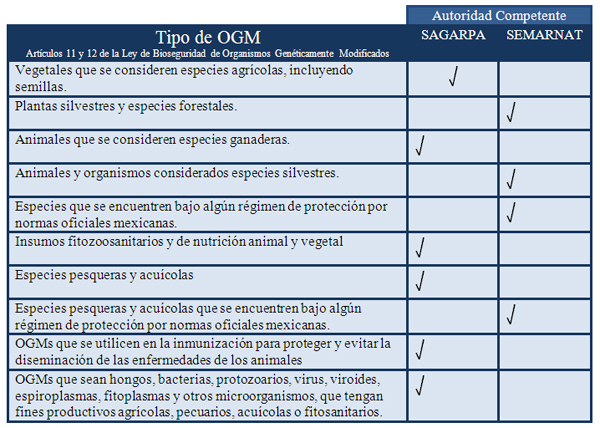 Autoridad Competente
Tipo de OGM
Artículos 11 y 12 de la Ley de Bioseguridad de Organismos Genéticamente Modificados
SAGARPA
SEMARNAT
Vegetales que se consideren especies agrícolas, incluyendo
semillas.
√
Plantas silvestres y especies forestales.
√
Animales que se consideren especies ganaderas.
√
Animales y organismos considerados especies silvestres.
√
Especies que se encuentren bajo algún régimen de protección por
normas oficiales mexicanas.
√
Insumos fitozoosanitarios y de nutrición animal y vegetal
√
Especies pesqueras y acuícolas
√
Especies pesqueras y acuícolas que se encuentren bajo algún
régimen de protección por normas oficiales mexicanas.
√
OGMs que se utilicen en la inmunización para proteger y evitar la
diseminación de las enfermedades de los animales
√
OGMs que sean hongos, bacterias, protozoarios, virus, viroides,
espiroplasmas, fitoplasmas y otros microorganismos, que tengan
fines productivos agrícolas, pecuarios, acuícolas o fitosanitarios.
√